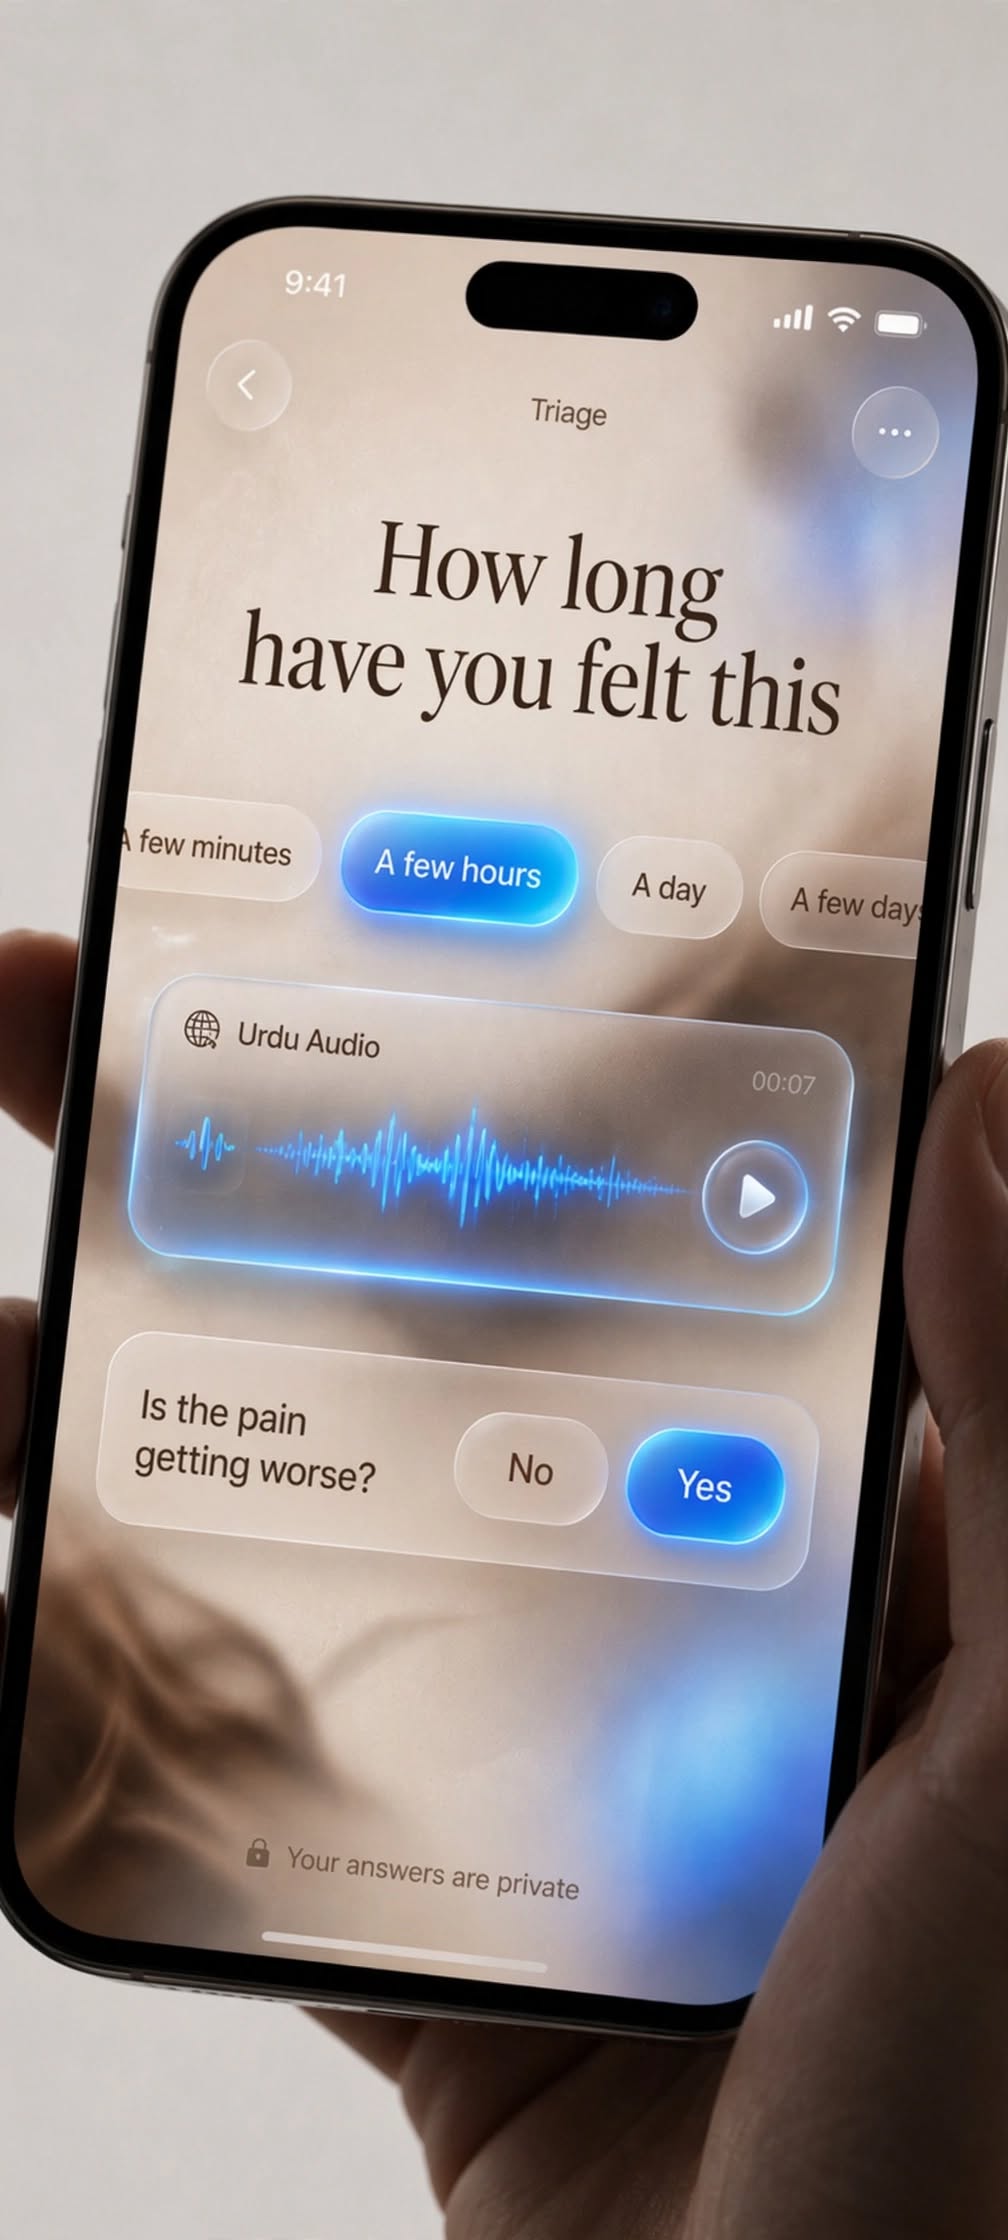 9:41
Triage
How long
have you felt this
A few minutes
A few hours
A day
A few days
Urdu Audio
00:07
Is the pain
getting worse?
No
Yes
Your answers are private